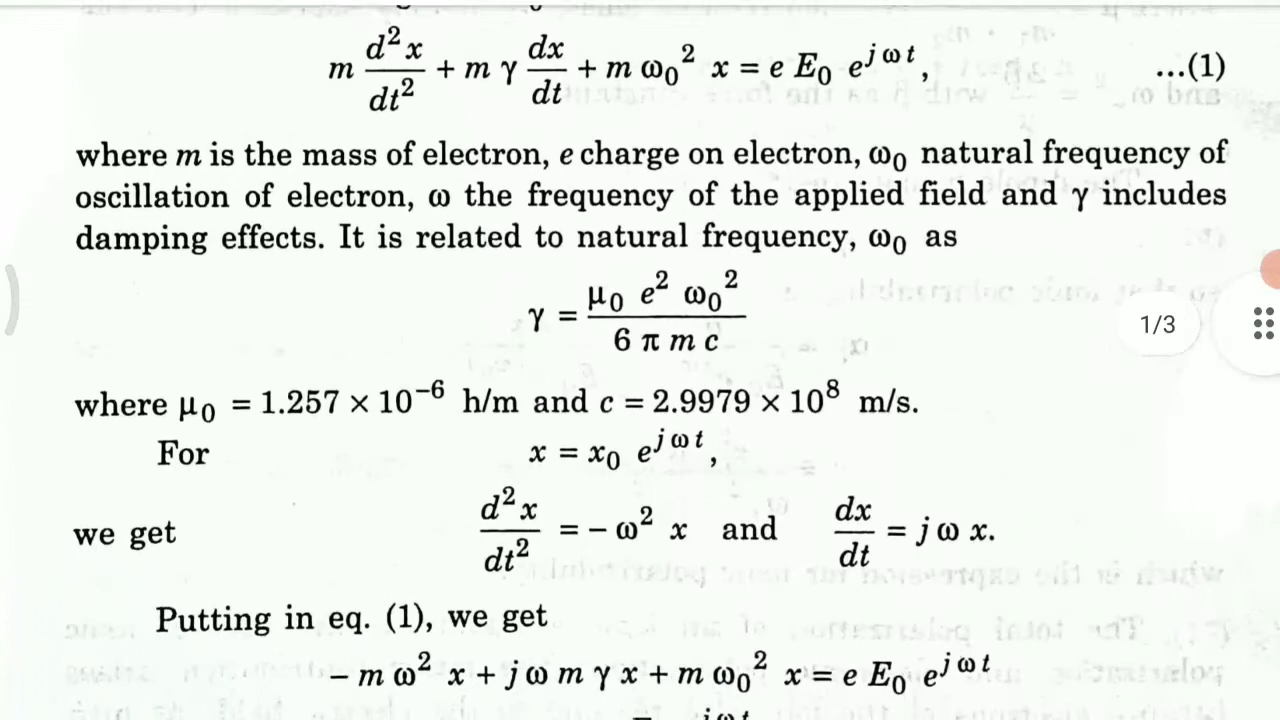 m d²x/dt² + m γ dx/dt + m ω₀² x = e E₀ e^{jωt}, ...(1)
where m is the mass of electron, e charge on electron, ω₀ natural frequency of
oscillation of electron, ω the frequency of the applied field and γ includes
damping effects. It is related to natural frequency, ω₀ as
γ = μ₀ e² ω₀² / 6 π m c
where μ₀ = 1.257 × 10⁻⁶ h/m and c = 2.9979 × 10⁸ m/s.
For x = x₀ e^{jωt},
we get d²x/dt² = − ω² x and dx/dt = j ω x.
Putting in eq. (1), we get
− m ω² x + j ω m γ x + m ω₀² x = e E₀ e^{jωt}
1/3